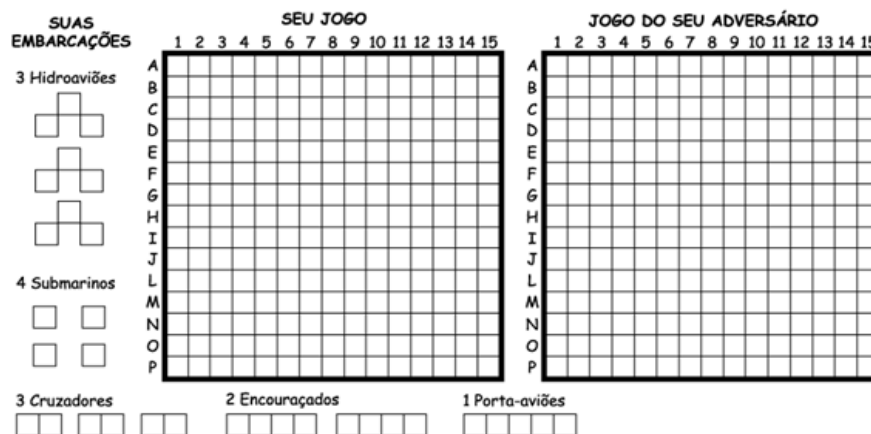 SUAS
EMBARCAÇÕES
3 Hidroaviões
4 Submarinos
SEU JOGO
1 2 3 4 5 6 7 8 9 10 11 12 13 14 15
A
B
C
D
E
F
G
H
I
J
L
M
N
O
P
JOGO DO SEU ADVERSÁRIO
1 2 3 4 5 6 7 8 9 10 11 12 13 14 15
A
B
C
D
E
F
G
H
I
J
L
M
N
O
P
3 Cruzadores
2 Encouraçados
1 Porta-aviões